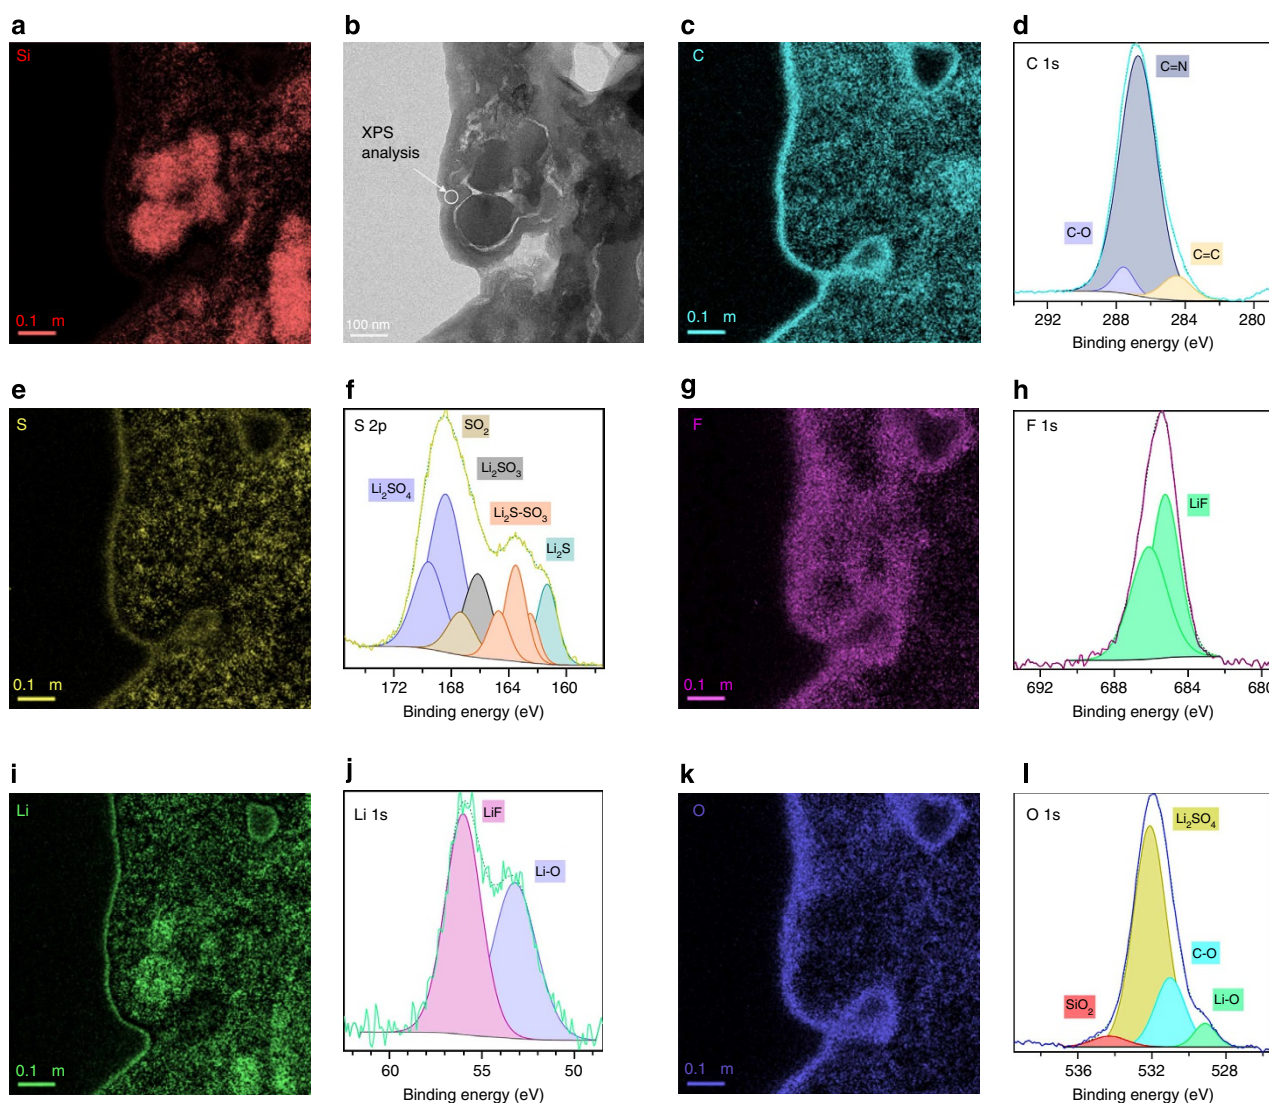 a
Si
0.1 m
b
XPS
analysis
100 nm
c
C
0.1 m
d
C 1s
C=N
C-O
C=C
292 288 284 280
Binding energy (eV)
e
S
0.1 m
f
S 2p
SO2
Li2SO3
Li2SO4
Li2S-SO3
Li2S
172 168 164 160
Binding energy (eV)
g
F
0.1 m
h
F 1s
LiF
692 688 684 680
Binding energy (eV)
i
Li
0.1 m
j
Li 1s
LiF
Li-O
60 55 50
Binding energy (eV)
k
O
0.1 m
l
O 1s
Li2SO4
C-O
SiO2
Li-O
536 532 528
Binding energy (eV)